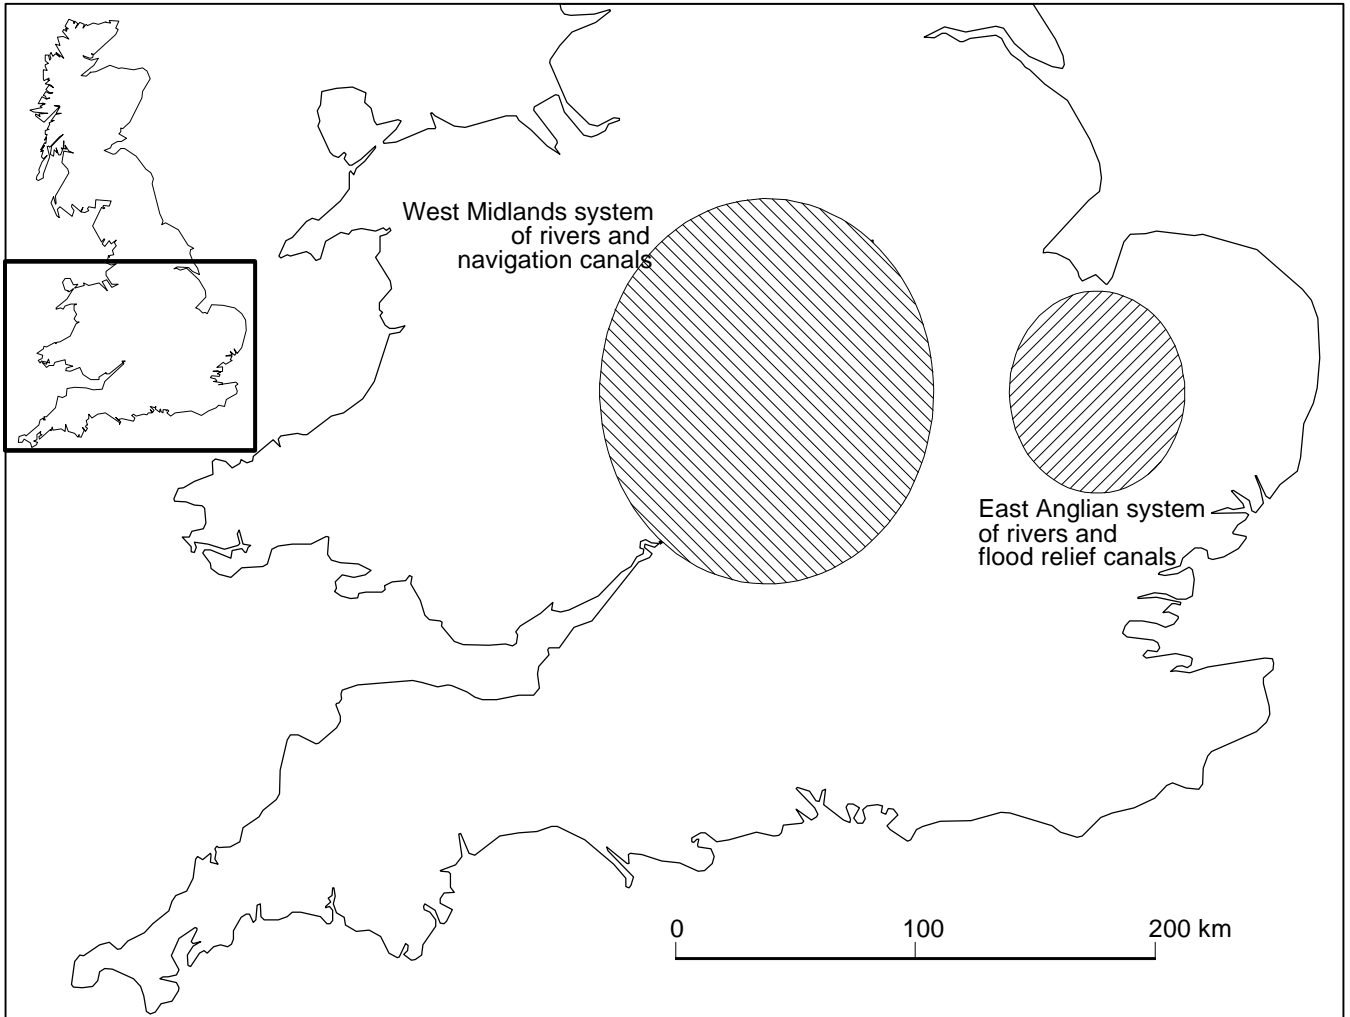 West Midlands system
of rivers and
navigation canals
East Anglian system
of rivers and
flood relief canals
0 100 200 km